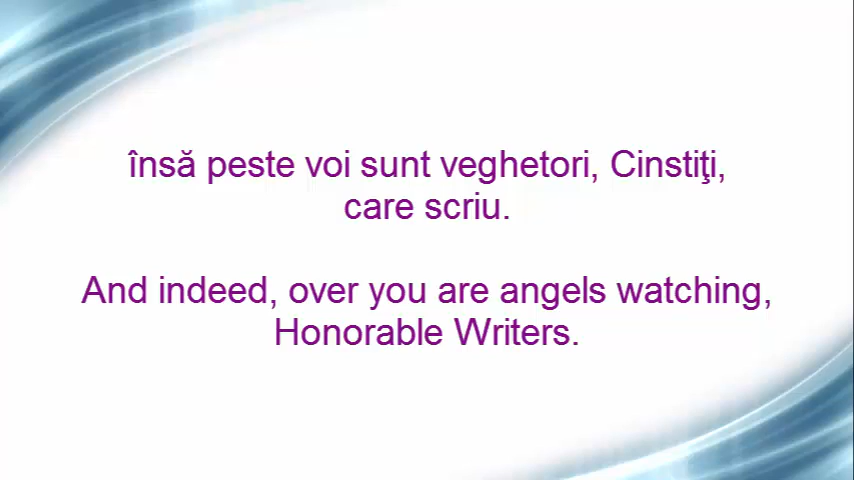 însă peste voi sunt veghetori, Cinstiţi,
care scriu.
And indeed, over you are angels watching,
Honorable Writers.